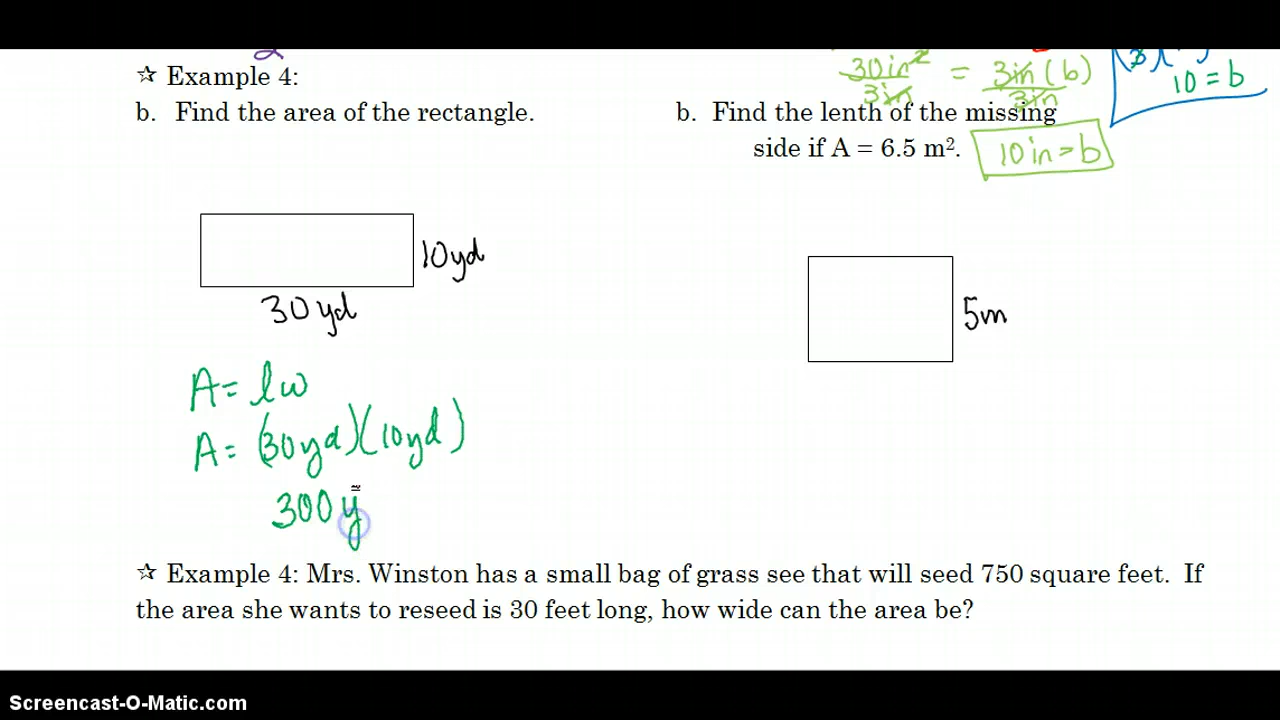 ☆ Example 4:
b. Find the area of the rectangle.
10yd
30yd
A = lw
A = (30yd)(10yd)
300y
30in² = 3in(b)
3in 3in
10 = b
b. Find the lenth of the missing
side if A = 6.5 m².
10in = b
5m
☆ Example 4: Mrs. Winston has a small bag of grass see that will seed 750 square feet. If
the area she wants to reseed is 30 feet long, how wide can the area be?
Screencast-O-Matic.com